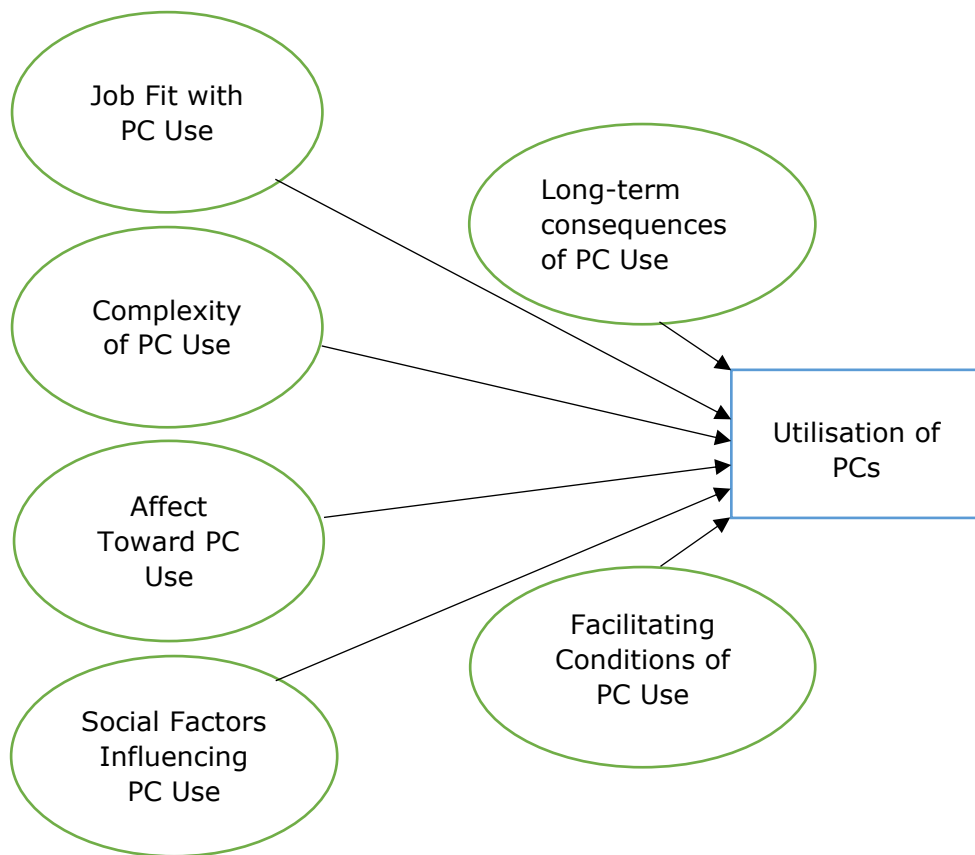 Job Fit with
PC Use
Long-term
consequences
of PC Use
Complexity
of PC Use
Utilisation of
PCs
Affect
Toward PC
Use
Facilitating
Conditions of
PC Use
Social Factors
Influencing
PC Use